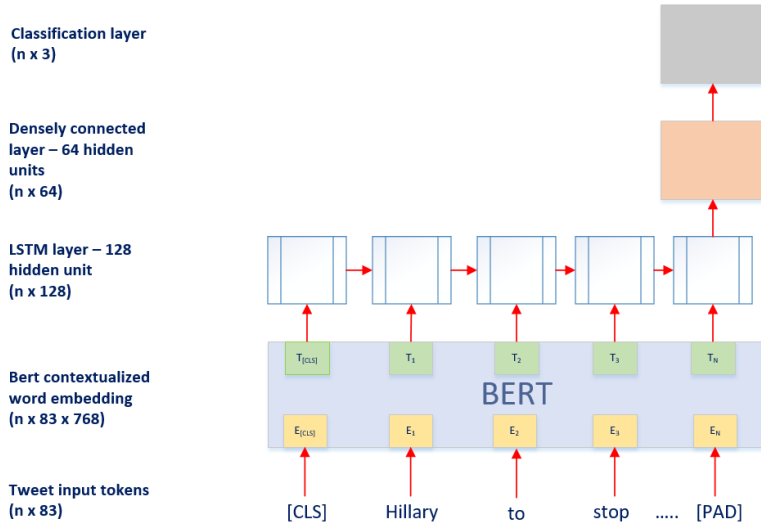 Classification layer
(n x 3)
Densely connected
layer – 64 hidden
units
(n x 64)
LSTM layer – 128
hidden unit
(n x 128)
T[CLS] T1 T2 T3 TN
Bert contextualized
word embedding
(n x 83 x 768)
BERT
E[CLS] E1 E2 E3 EN
Tweet input tokens
(n x 83)
[CLS] Hillary to stop ..... [PAD]